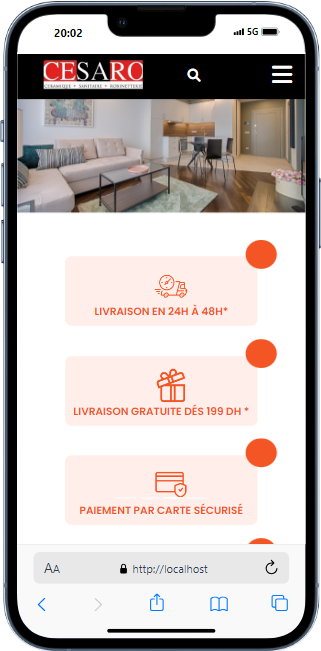 20:02
5G
CESARO
CÉRAMIQUE • SANITAIRE • ROBINETTERIE
LIVRAISON EN 24H À 48H*
LIVRAISON GRATUITE DÉS 199 DH *
PAIEMENT PAR CARTE SÉCURISÉ
AA
http://localhost